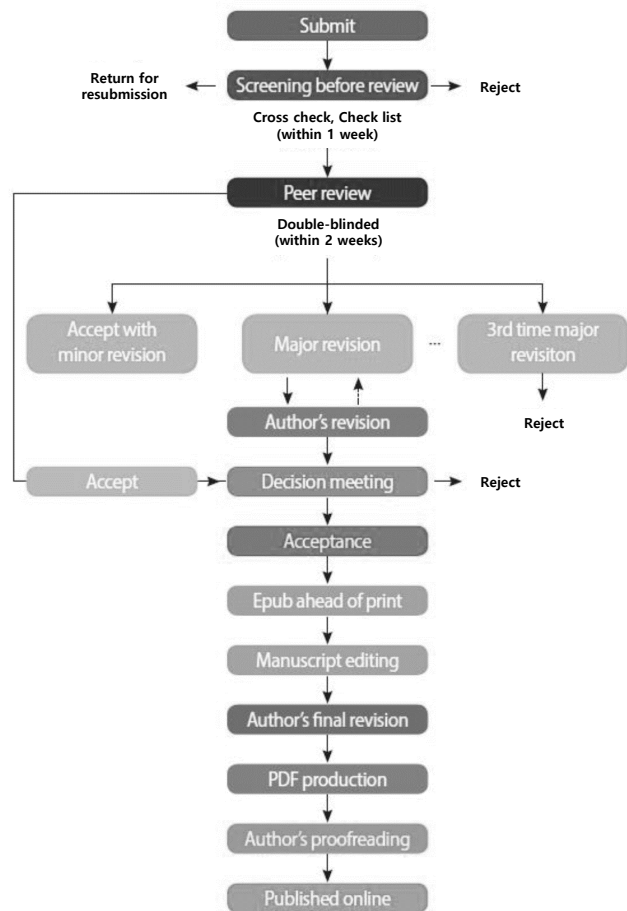 Submit
Return for
resubmission
Screening before review
Reject
Cross check, Check list
(within 1 week)
Peer review
Double-blinded
(within 2 weeks)
Accept with
minor revision
Major revision
...
3rd time major
revisiton
Author's revision
Reject
Accept
Decision meeting
Reject
Acceptance
Epub ahead of print
Manuscript editing
Author's final revision
PDF production
Author's proofreading
Published online